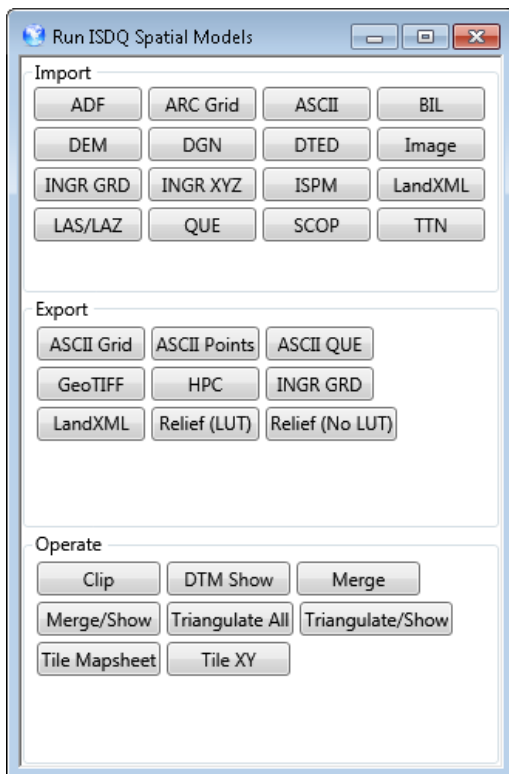 Run ISDQ Spatial Models
Import
ADF ARC Grid ASCII BIL
DEM DGN DTED Image
INGR GRD INGR XYZ ISPM LandXML
LAS/LAZ QUE SCOP TTN
Export
ASCII Grid ASCII Points ASCII QUE
GeoTIFF HPC INGR GRD
LandXML Relief (LUT) Relief (No LUT)
Operate
Clip DTM Show Merge
Merge/Show Triangulate All Triangulate/Show
Tile Mapsheet Tile XY